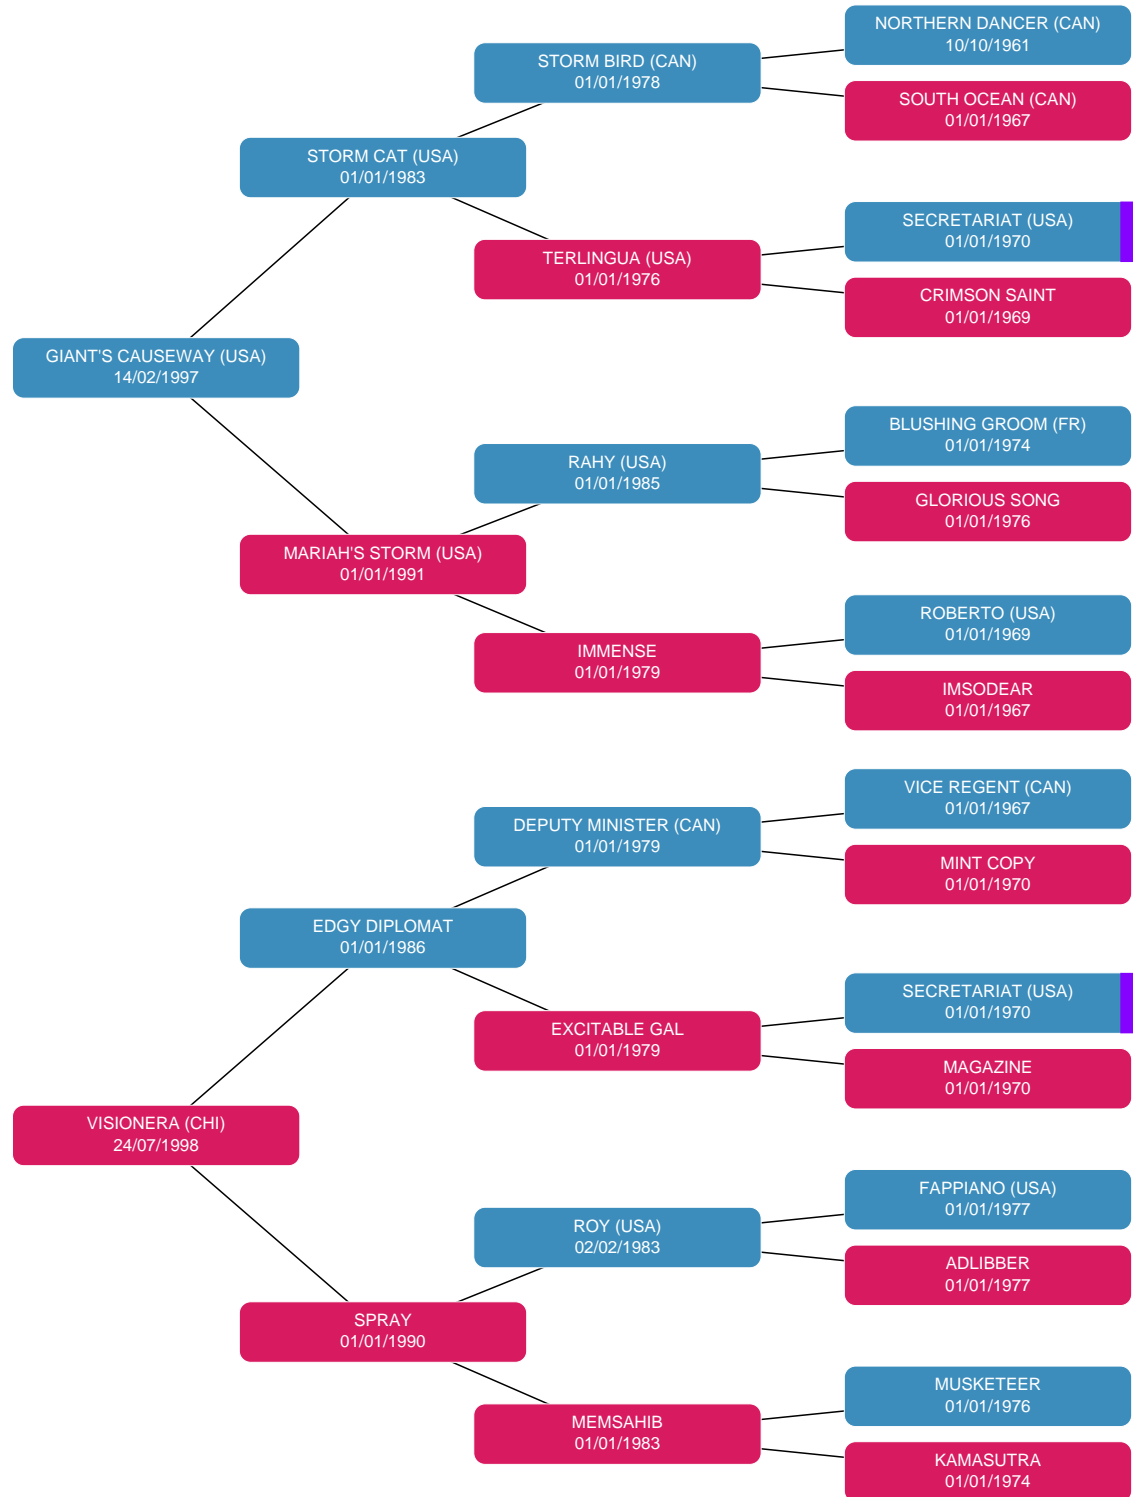 NORTHERN DANCER (CAN)
10/10/1961
STORM BIRD (CAN)
01/01/1978
SOUTH OCEAN (CAN)
01/01/1967
STORM CAT (USA)
01/01/1983
SECRETARIAT (USA)
01/01/1970
TERLINGUA (USA)
01/01/1976
CRIMSON SAINT
01/01/1969
GIANT'S CAUSEWAY (USA)
14/02/1997
BLUSHING GROOM (FR)
01/01/1974
RAHY (USA)
01/01/1985
GLORIOUS SONG
01/01/1976
MARIAH'S STORM (USA)
01/01/1991
ROBERTO (USA)
01/01/1969
IMMENSE
01/01/1979
IMSODEAR
01/01/1967
VICE REGENT (CAN)
01/01/1967
DEPUTY MINISTER (CAN)
01/01/1979
MINT COPY
01/01/1970
EDGY DIPLOMAT
01/01/1986
SECRETARIAT (USA)
01/01/1970
EXCITABLE GAL
01/01/1979
MAGAZINE
01/01/1970
VISIONERA (CHI)
24/07/1998
FAPPIANO (USA)
01/01/1977
ROY (USA)
02/02/1983
ADLIBBER
01/01/1977
SPRAY
01/01/1990
MUSKETEER
01/01/1976
MEMSAHIB
01/01/1983
KAMASUTRA
01/01/1974